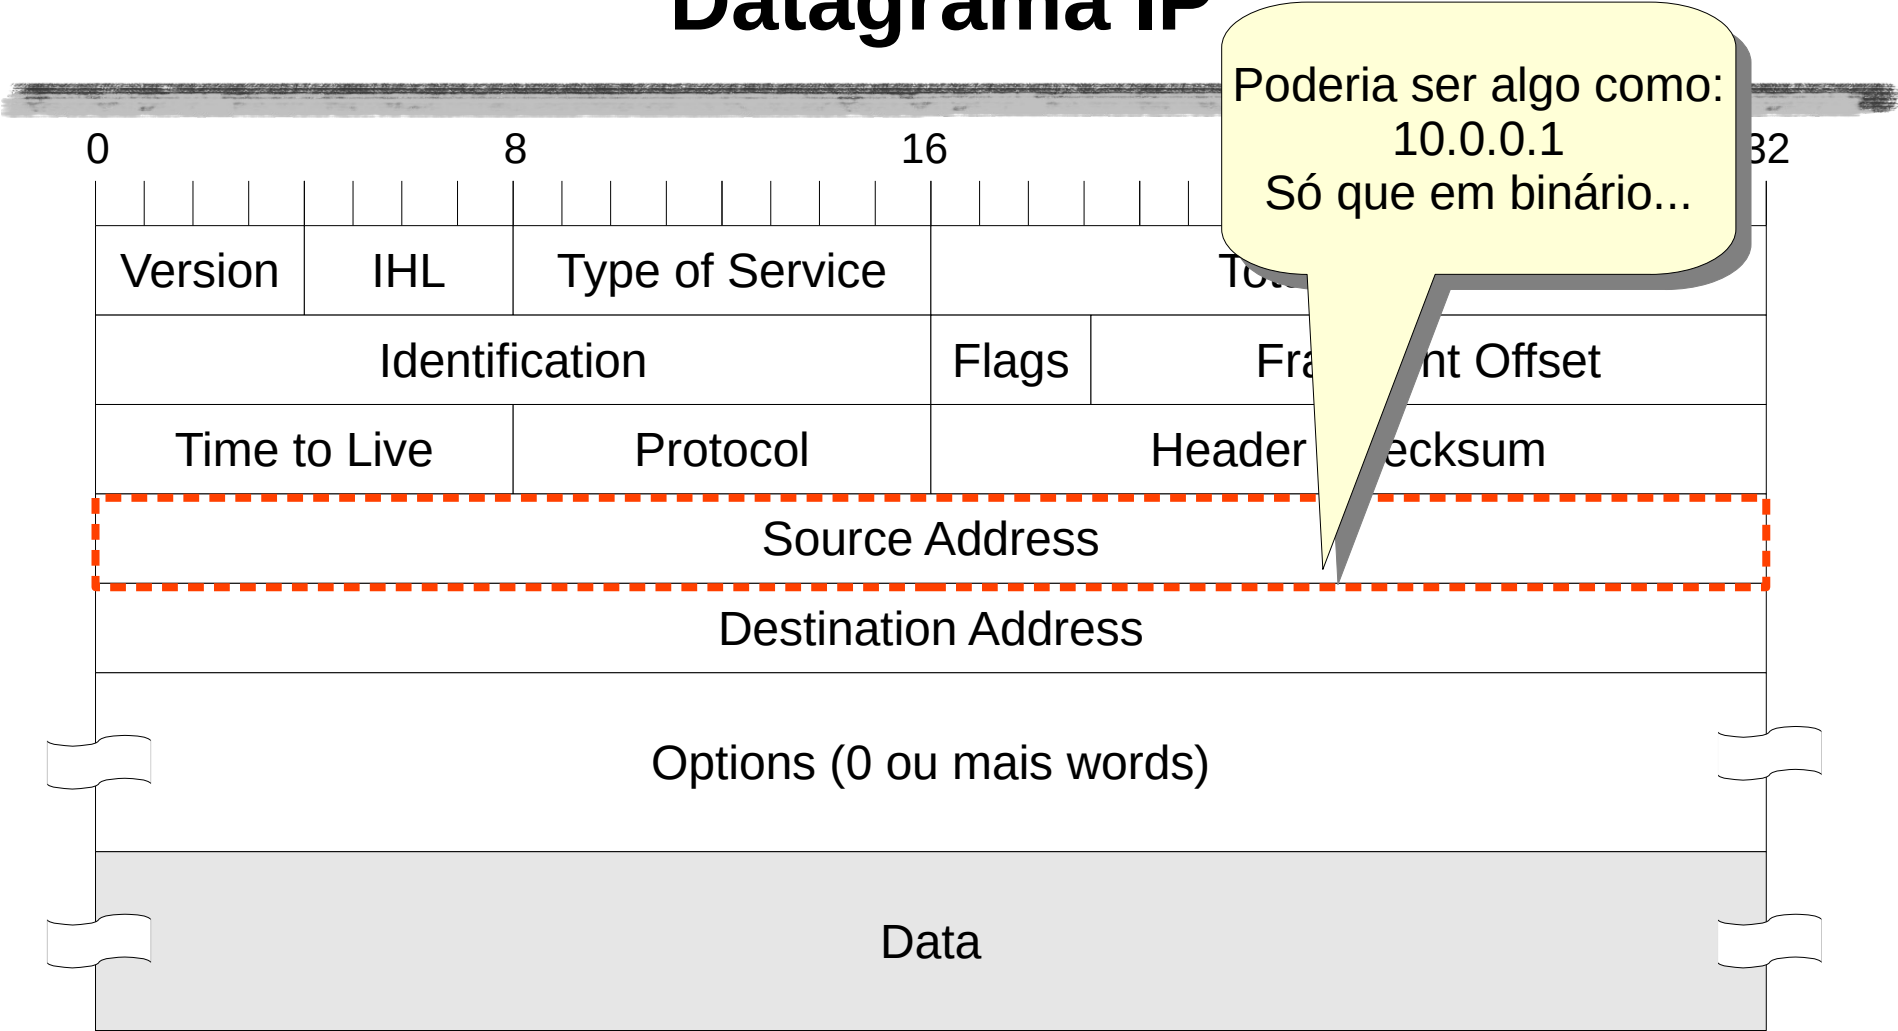 Datagrama IP
Poderia ser algo como:
10.0.0.1
Só que em binário...
0 8 16 32
Version IHL Type of Service
Identification Flags Offset
Time to Live Protocol Header
Source Address
Destination Address
Options (0 ou mais words)
Data